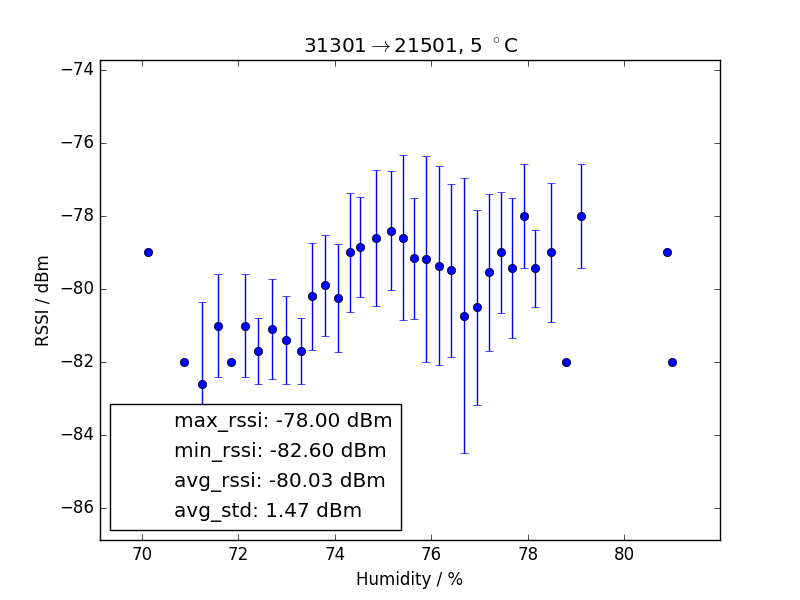 31301→21501, 5 °C
RSSI / dBm
−74
−76
−78
−80
−82
−84
−86
max_rssi: -78.00 dBm
min_rssi: -82.60 dBm
avg_rssi: -80.03 dBm
avg_std: 1.47 dBm
70 72 74 76 78 80
Humidity / %